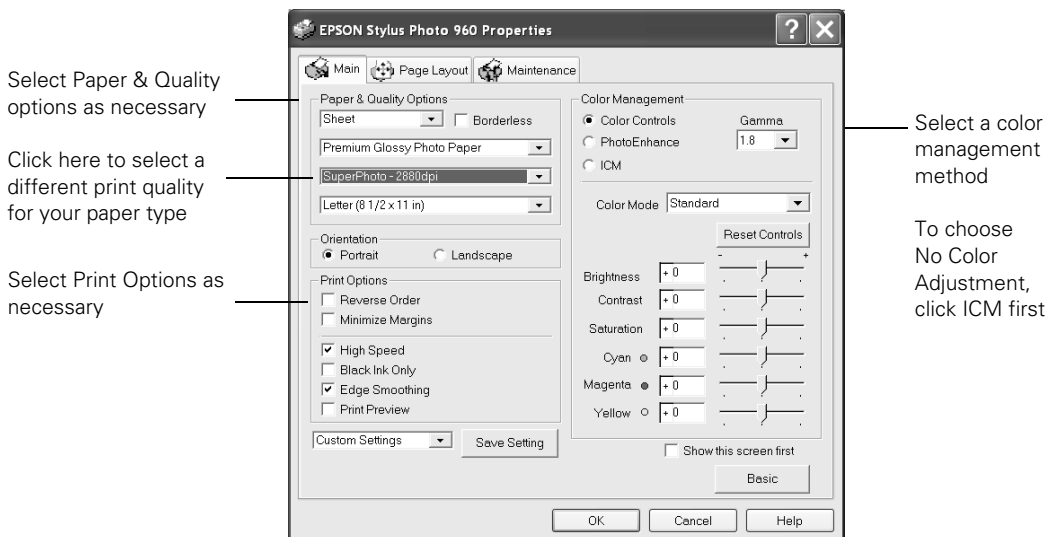 EPSON Stylus Photo 960 Properties
Main
Page Layout
Maintenance
Select Paper & Quality
options as necessary
Click here to select a
different print quality
for your paper type
Select Print Options as
necessary
Paper & Quality Options
Sheet
Borderless
Premium Glossy Photo Paper
SuperPhoto - 2880dpi
Letter (8 1/2 x 11 in)
Orientation
Portrait
Landscape
Print Options
Reverse Order
Minimize Margins
High Speed
Black Ink Only
Edge Smoothing
Print Preview
Custom Settings
Save Setting
Color Management
Color Controls
PhotoEnhance
ICM
Gamma
1.8
Color Mode
Standard
Reset Controls
- +
Brightness + 0
Contrast + 0
Saturation + 0
Cyan + 0
Magenta + 0
Yellow + 0
Show this screen first
Basic
OK
Cancel
Help
Select a color
management
method
To choose
No Color
Adjustment,
click ICM first